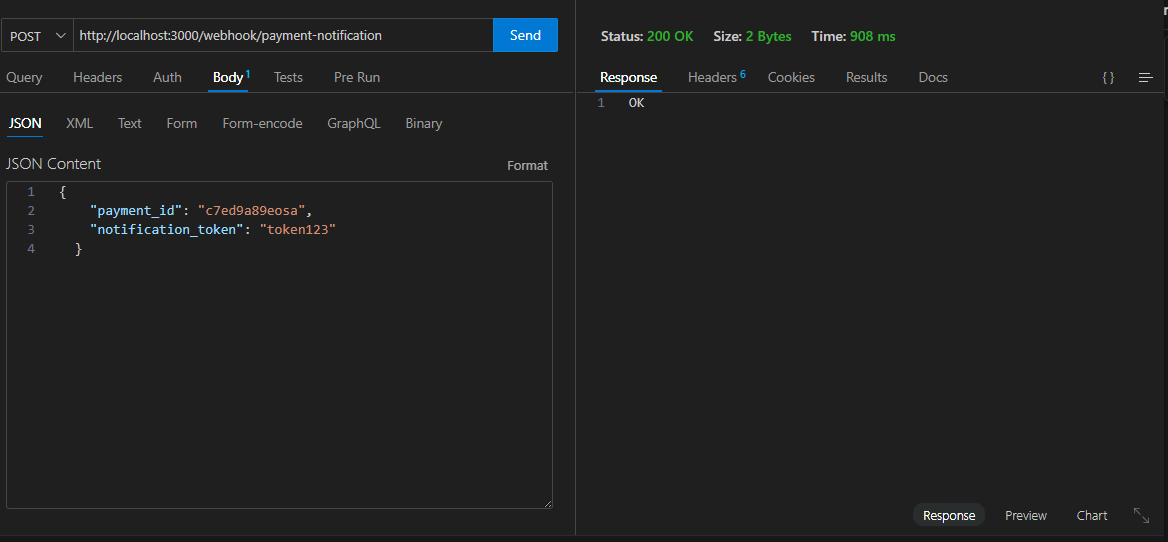 POST http://localhost:3000/webhook/payment-notification Send
Query Headers Auth Body 1 Tests Pre Run
JSON XML Text Form Form-encode GraphQL Binary
JSON Content Format
1 {
2 "payment_id": "c7ed9a89eosa",
3 "notification_token": "token123"
4 }
Status: 200 OK Size: 2 Bytes Time: 908 ms
Response Headers 6 Cookies Results Docs {}
1 OK
Response Preview Chart